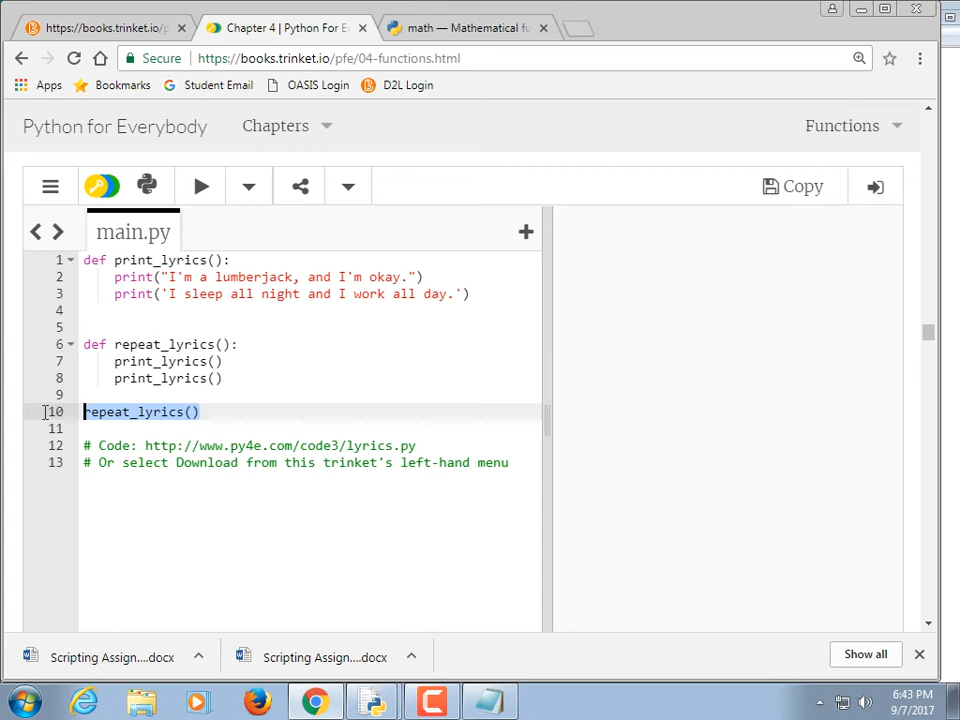 https://books.trinket.io/p
Chapter 4 | Python For E
math — Mathematical fu
Secure
https://books.trinket.io/pfe/04-functions.html
Apps
Bookmarks
Student Email
OASIS Login
D2L Login
Python for Everybody
Chapters
Functions
Copy
main.py
1 def print_lyrics():
2 print("I'm a lumberjack, and I'm okay.")
3 print('I sleep all night and I work all day.')
4
5
6 def repeat_lyrics():
7 print_lyrics()
8 print_lyrics()
9
10 repeat_lyrics()
11
12 # Code: http://www.py4e.com/code3/lyrics.py
13 # Or select Download from this trinket's left-hand menu
Scripting Assign....docx
Scripting Assign....docx
Show all
6:43 PM
9/7/2017